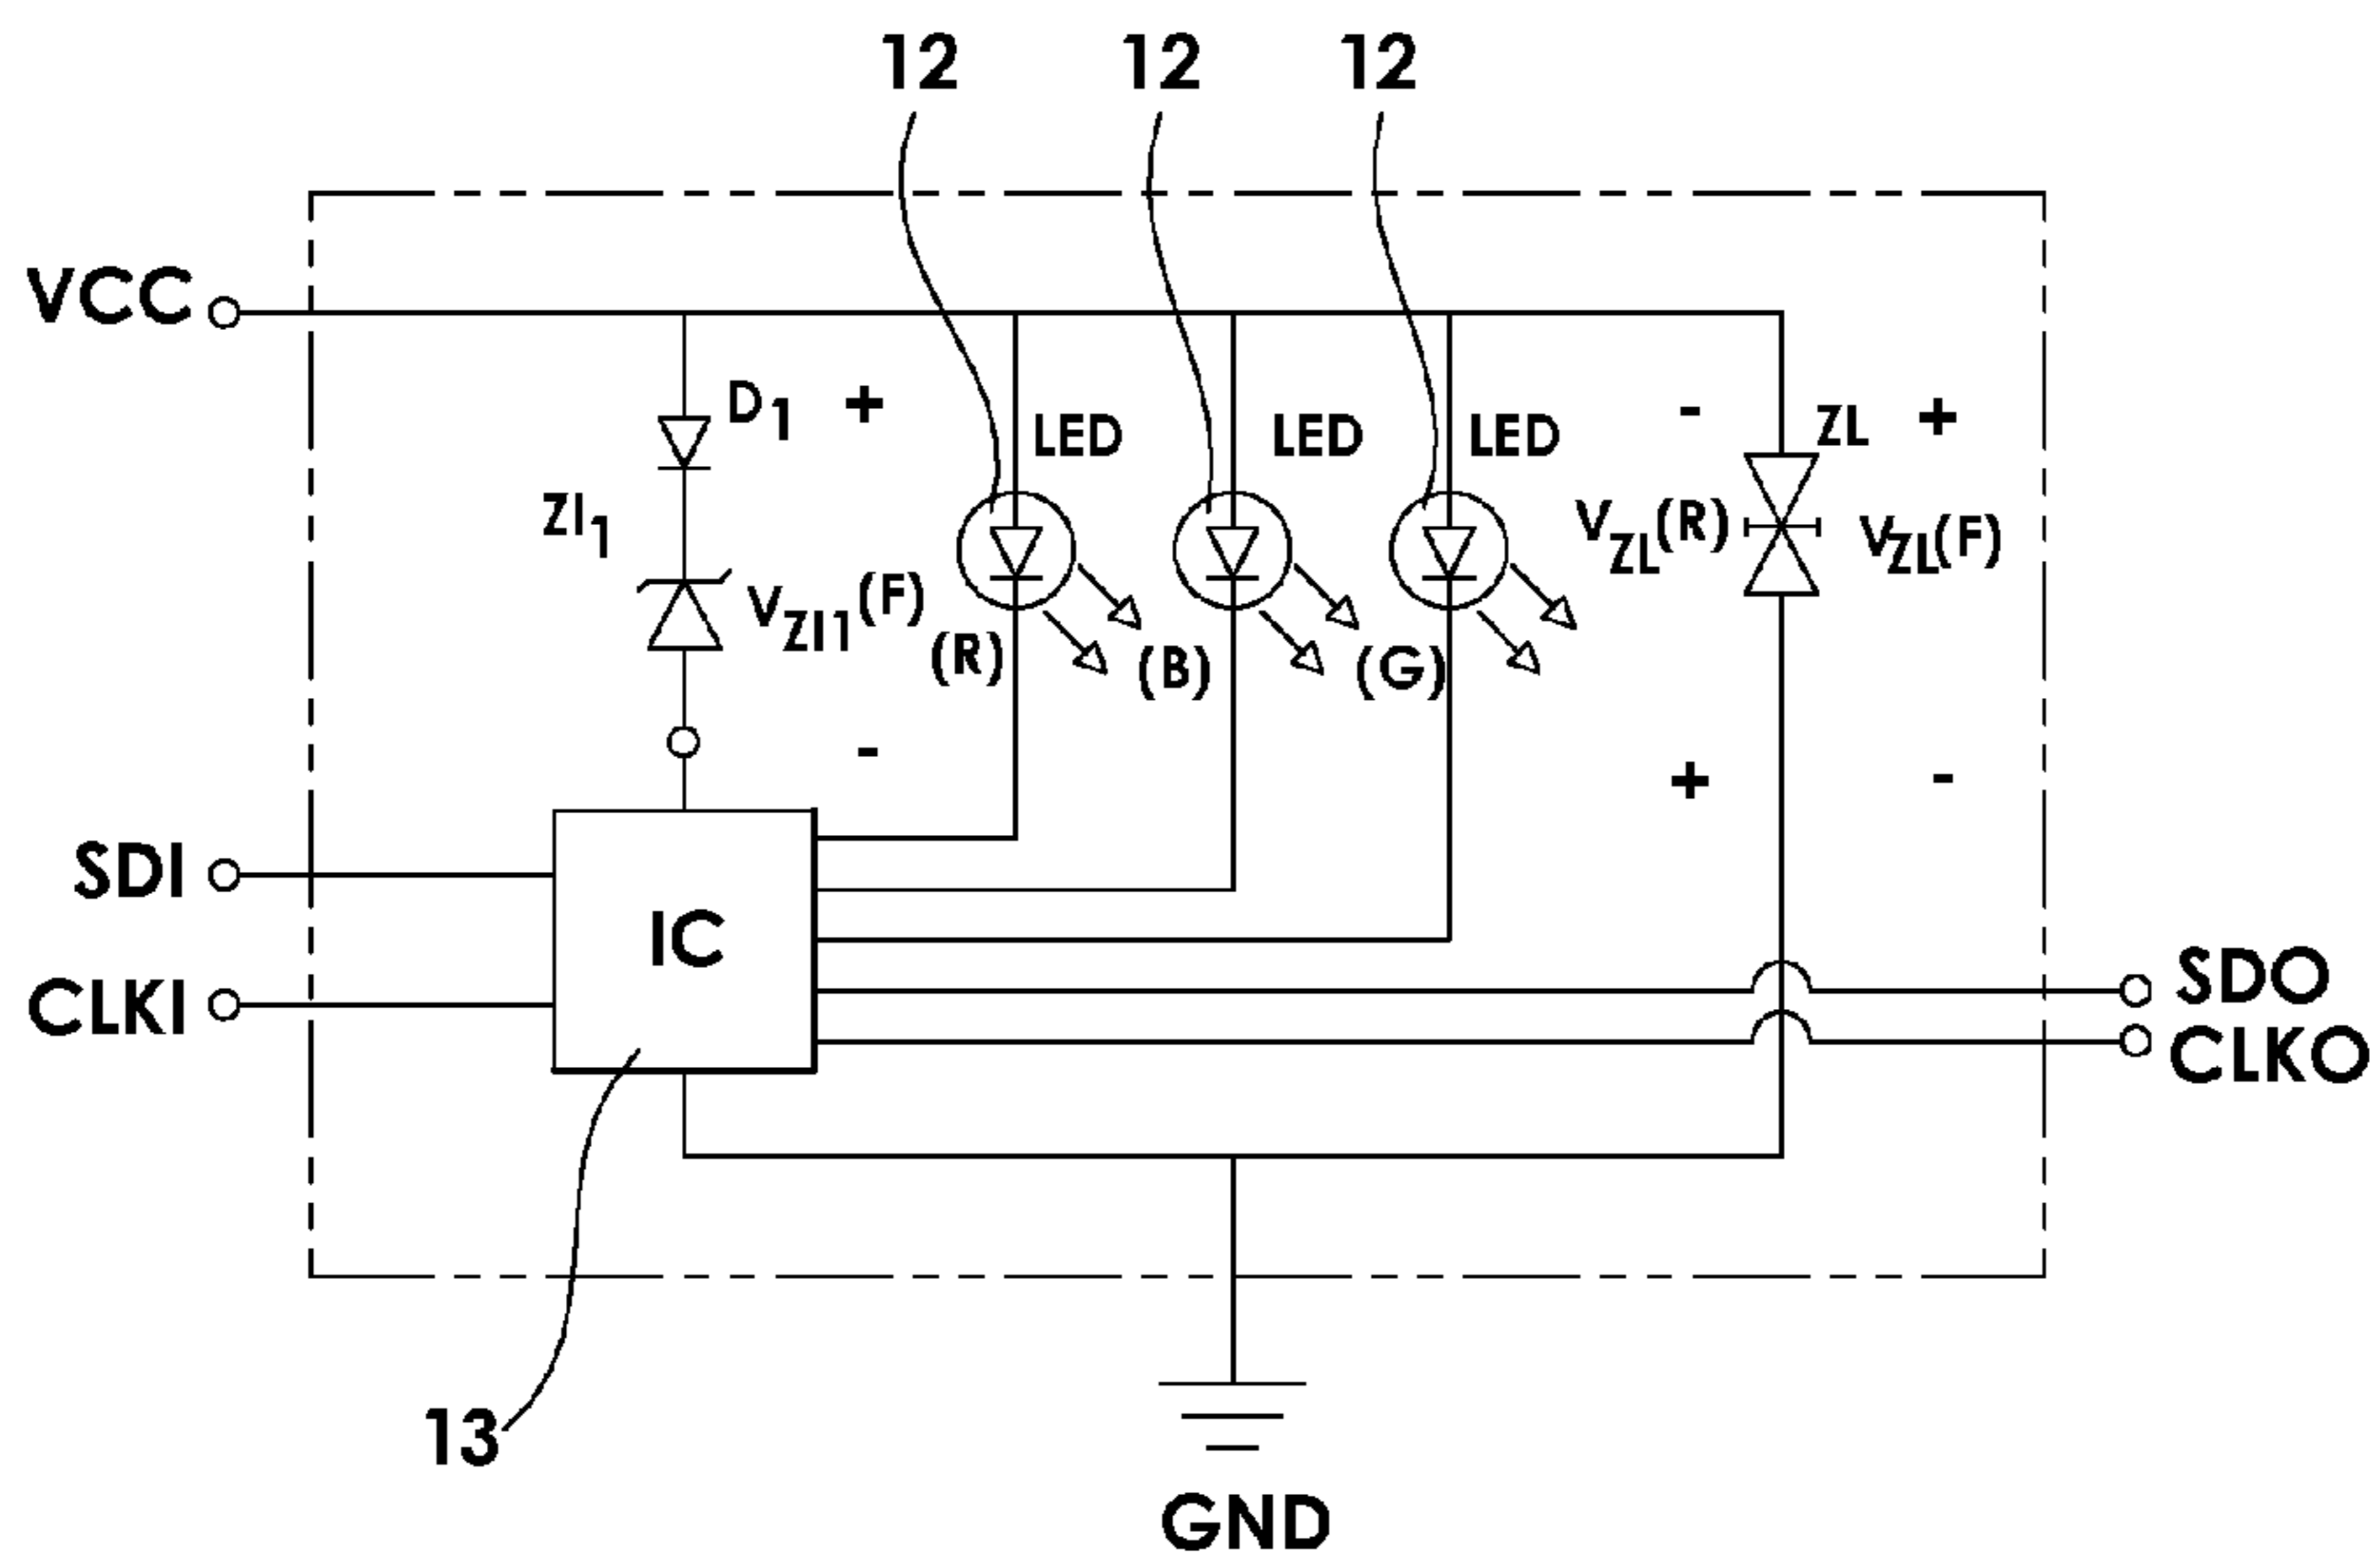 12 12 12
VCC
D1 + LED LED LED - ZL +
ZI1 VZL(R) VZL(F)
VZI1(F)
(R) (B) (G)
- + -
SDI
IC
CLKI
SDO
CLKO
13
GND